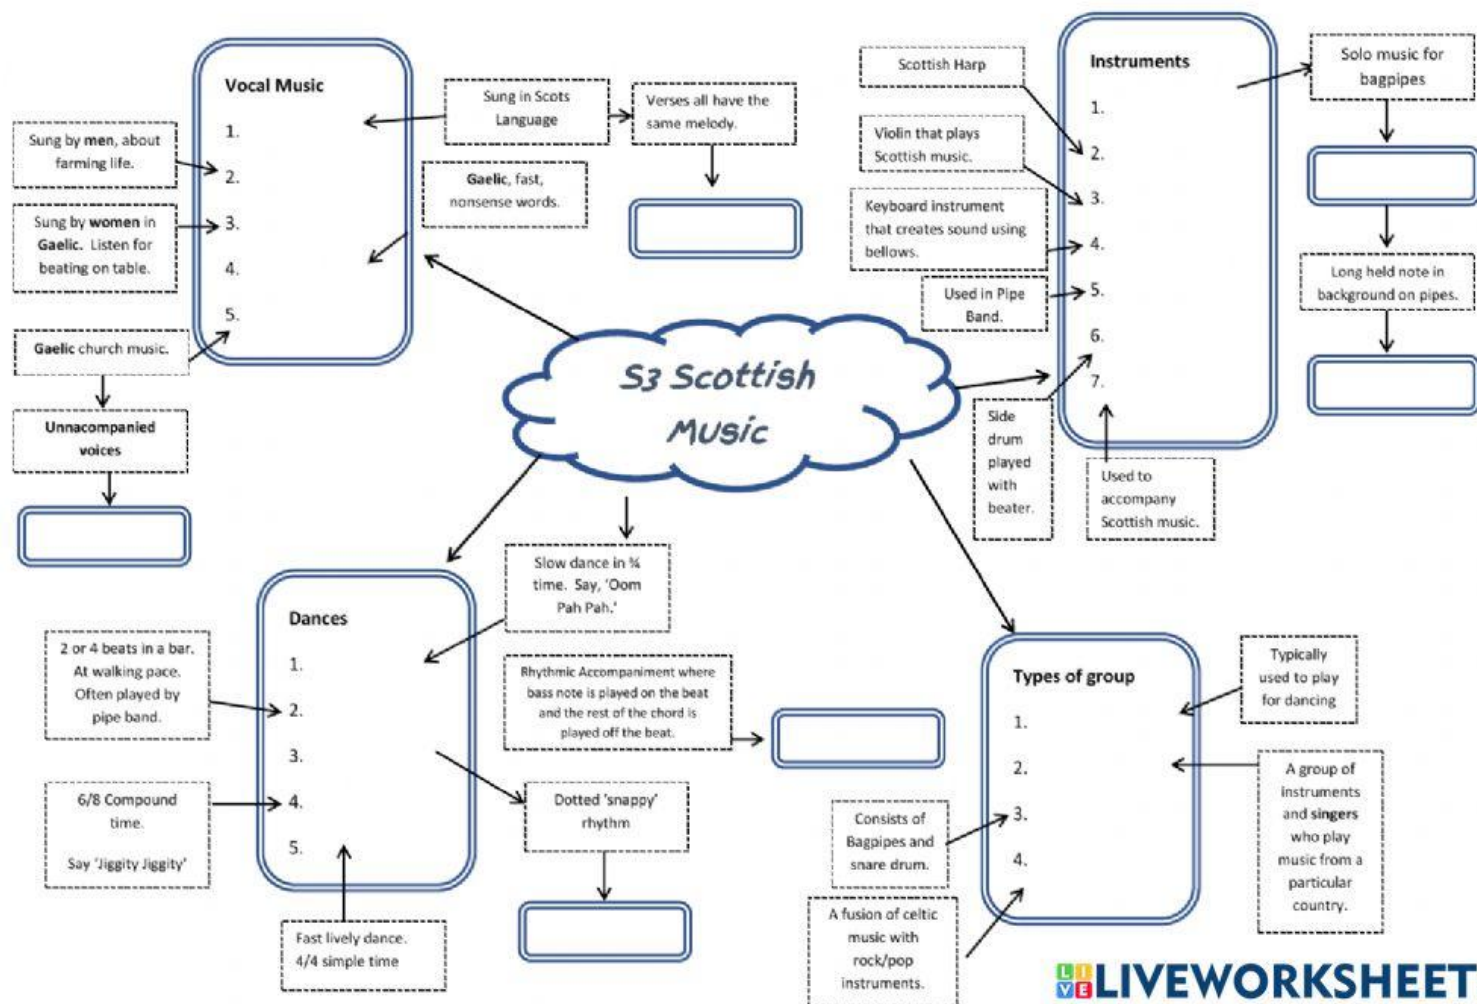 Vocal Music
1.
2.
3.
4.
5.
Sung by men, about
farming life.
Sung by women in
Gaelic. Listen for
beating on table.
Gaelic church music.
Unnacompanied
voices
Sung in Scots
Language
Verses all have the
same melody.
Gaelic, fast,
nonsense words.
S3 Scottish
Music
Instruments
1.
2.
3.
4.
5.
6.
7.
Scottish Harp
Violin that plays
Scottish music.
Keyboard instrument
that creates sound using
bellows.
Used in Pipe
Band.
Side
drum
played
with
beater.
Used to
accompany
Scottish music.
Solo music for
bagpipes
Long held note in
background on pipes.
Dances
1.
2.
3.
4.
5.
Slow dance in ¾
time. Say, 'Oom
Pah Pah.'
2 or 4 beats in a bar.
At walking pace.
Often played by
pipe band.
6/8 Compound
time.
Say 'Jiggity Jiggity'
Fast lively dance.
4/4 simple time
Dotted 'snappy'
rhythm
Rhythmic Accompaniment where
bass note is played on the beat
and the rest of the chord is
played off the beat.
Types of group
1.
2.
3.
4.
Typically
used to play
for dancing
A group of
instruments
and singers
who play
music from a
particular
country.
Consists of
Bagpipes and
snare drum.
A fusion of celtic
music with
rock/pop
instruments.
LIVE LIVEWORKSHEET